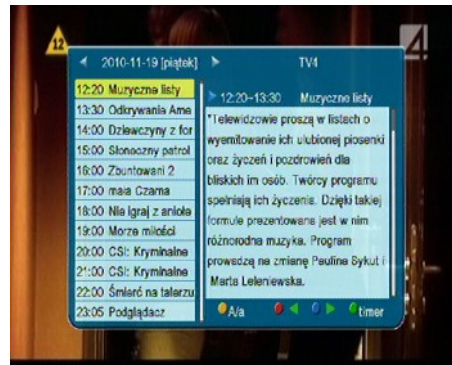 12
4
2010-11-19 [piątek]
TV4
12:20 Muzyczne listy
13:30 Odkrywanie Ame
14:00 Dziewczyny z for
15:00 Słoneczny patrol
16:00 Zbuntowani 2
17:00 mała Czarna
18:00 Nie igraj z aniołe
19:00 Morze miłości
20:00 CSI: Kryminalne
21:00 CSI: Kryminalne
22:00 Śmierć na talerzu
23:05 Podglądacz
12:20-13:30 Muzyczne listy
"Telewidzowie proszą w listach o
wyemitowanie ich ulubionej piosenki
oraz życzeń i pozdrowień dla
bliskich im osób. Twórcy programu
spełniają ich życzenia. Dzięki takiej
formule prezentowana jest w nim
różnorodna muzyka. Program
prowadzą na zmianę Paulina Sykut i
Marta Leleniewska.
A/a
timer